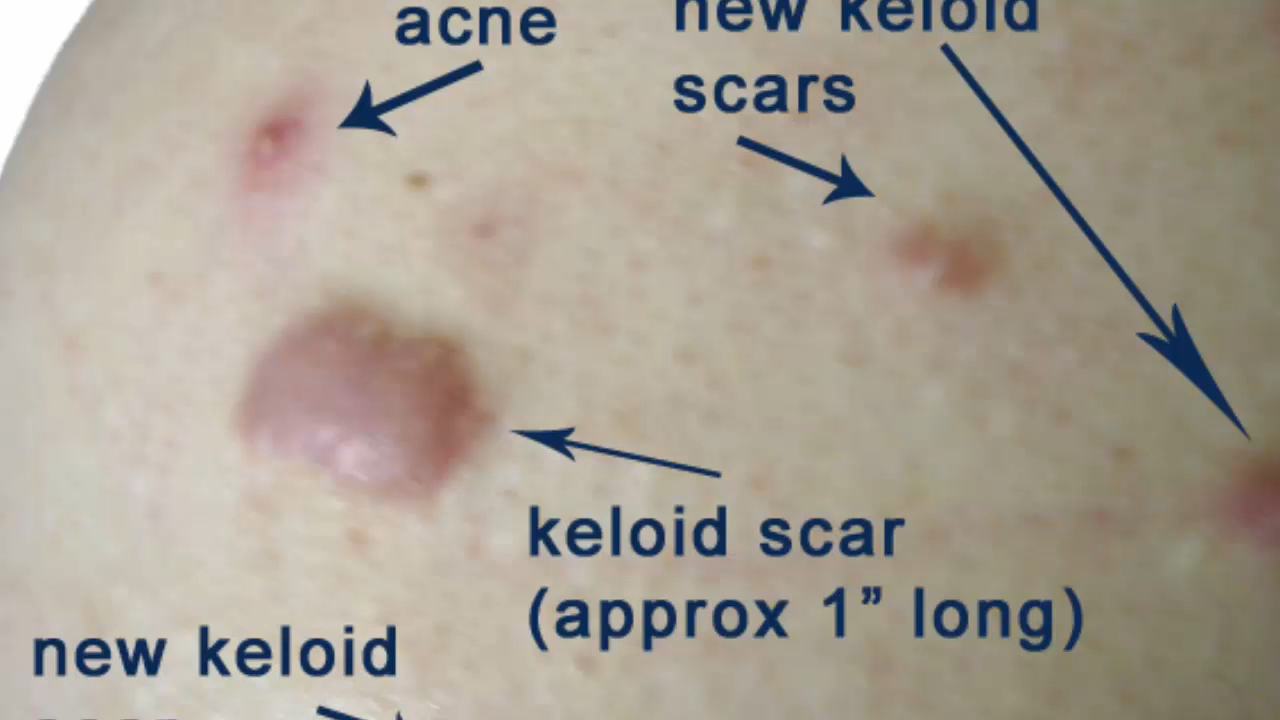 acne
new keloid
scars
keloid scar
(approx 1” long)
new keloid